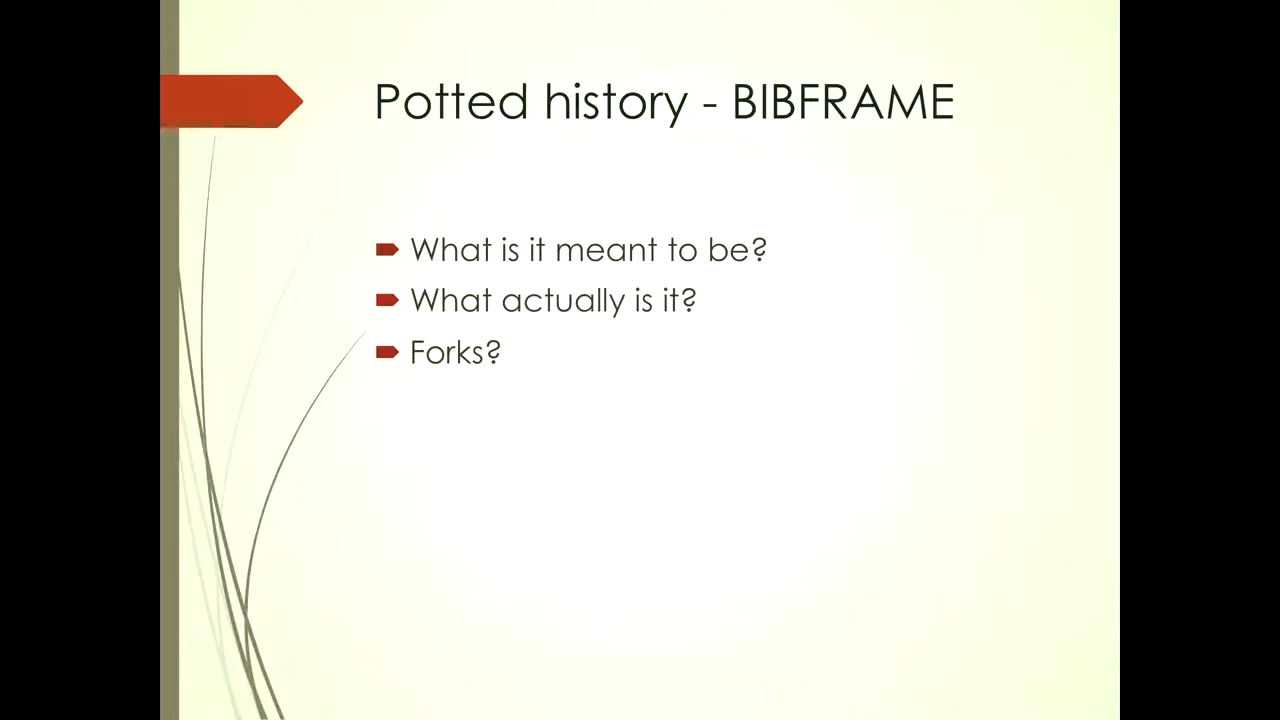 Potted history - BIBFRAME
What is it meant to be?
What actually is it?
Forks?